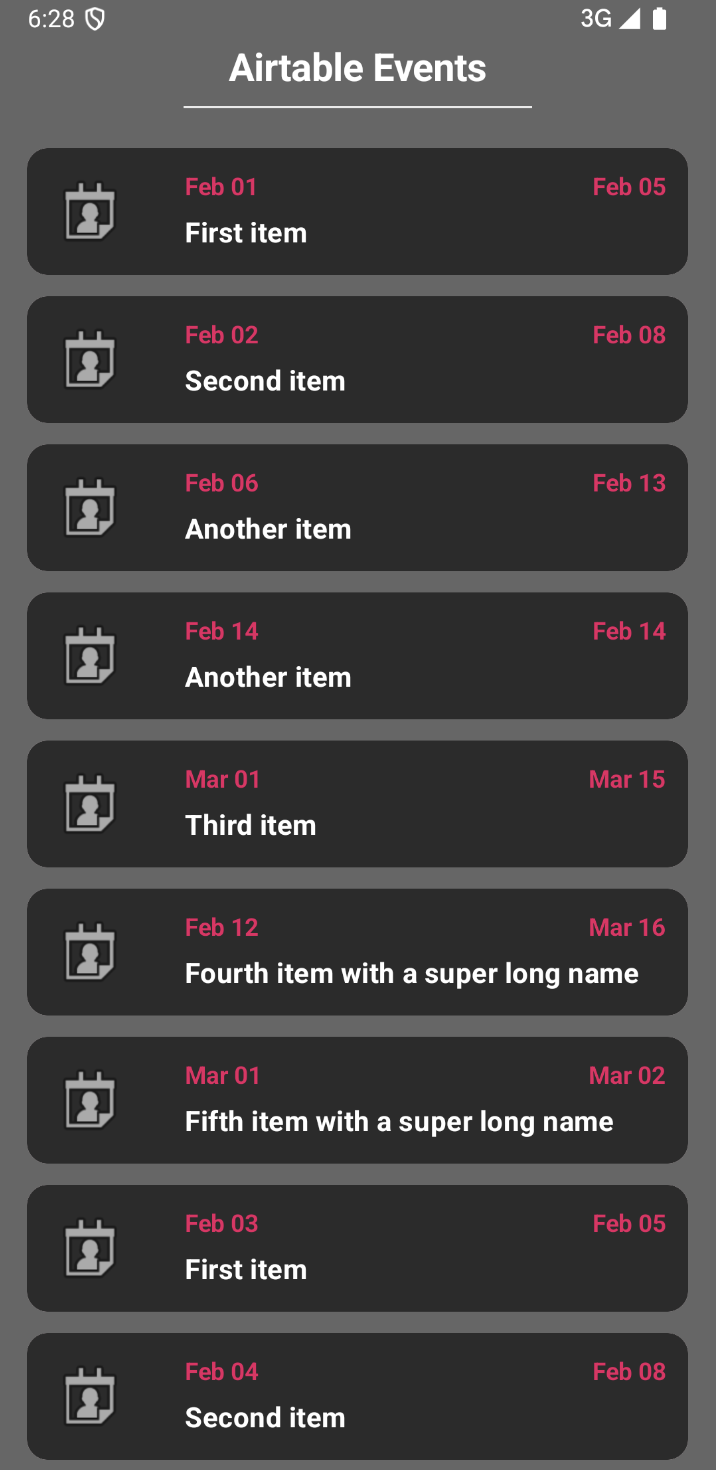 6:28 3G
Airtable Events
Feb 01 Feb 05
First item
Feb 02 Feb 08
Second item
Feb 06 Feb 13
Another item
Feb 14 Feb 14
Another item
Mar 01 Mar 15
Third item
Feb 12 Mar 16
Fourth item with a super long name
Mar 01 Mar 02
Fifth item with a super long name
Feb 03 Feb 05
First item
Feb 04 Feb 08
Second item